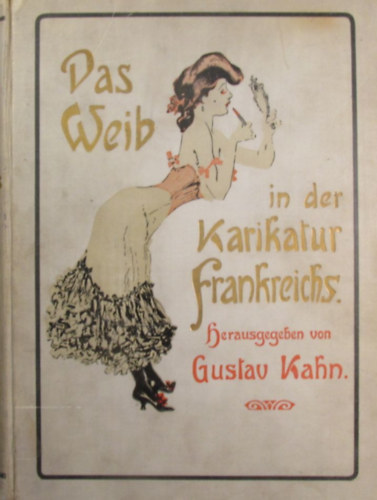 Das
Weib
in der
Karikatur
Frankreichs.
Herausgegeben von
Gustav Kahn.